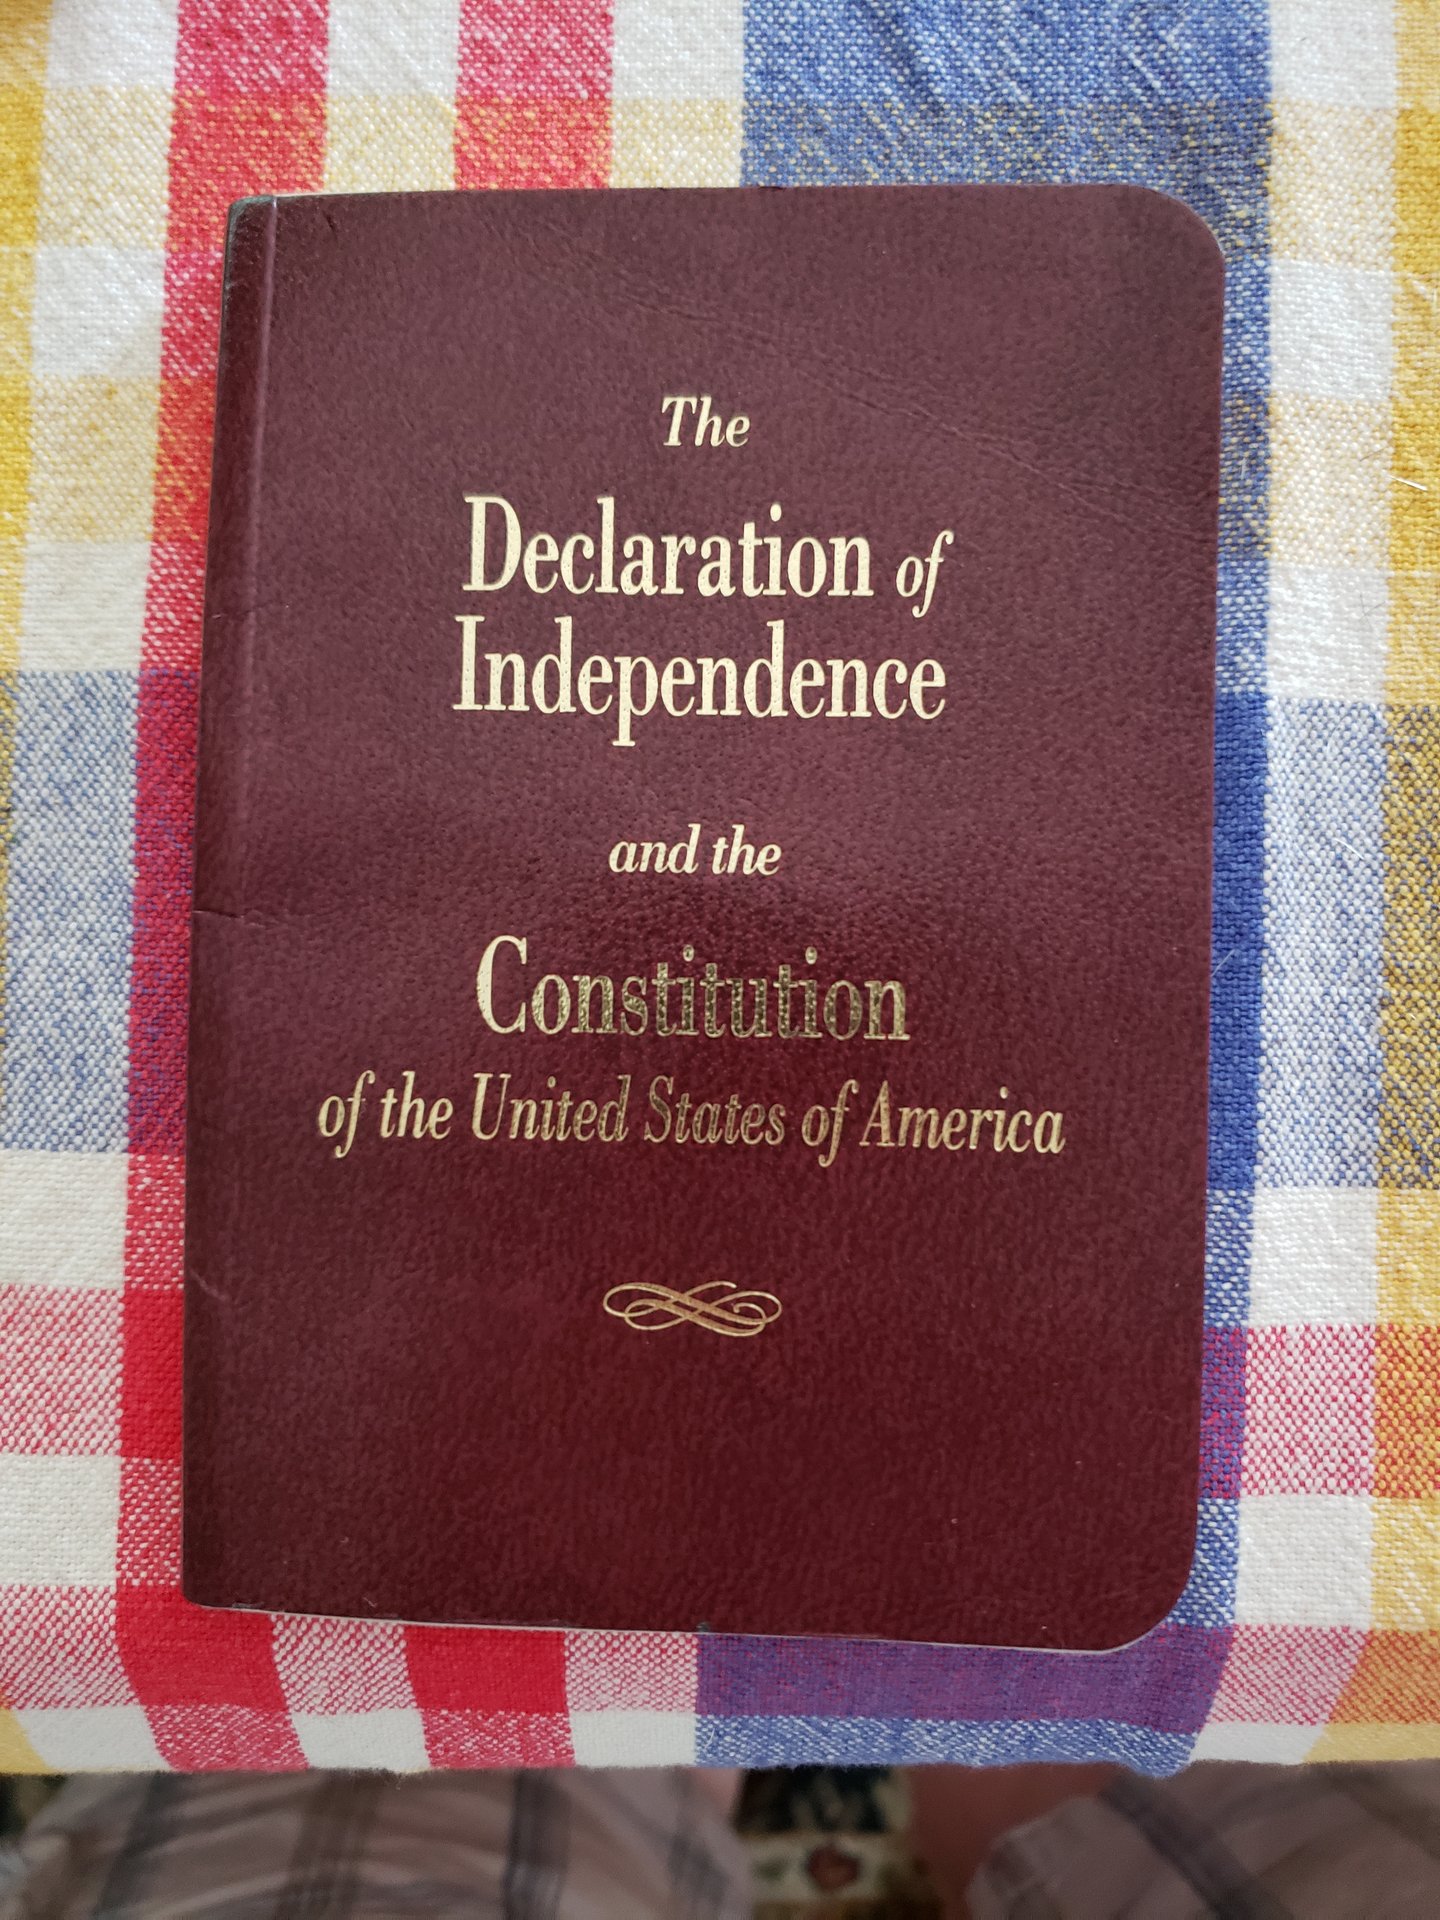 The
Declaration of
Independence
and the
Constitution
of the United States of America